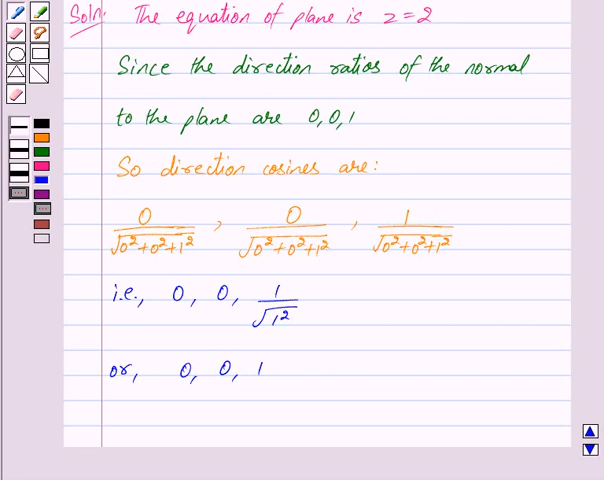 Soln: The equation of plane is z=2
Since the direction ratios of the normal
to the plane are 0,0,1
So direction cosines are:
0/√0²+0²+1² , 0/√0²+0²+1² , 1/√0²+0²+1²
i.e., 0, 0, 1/√1²
or, 0, 0, 1